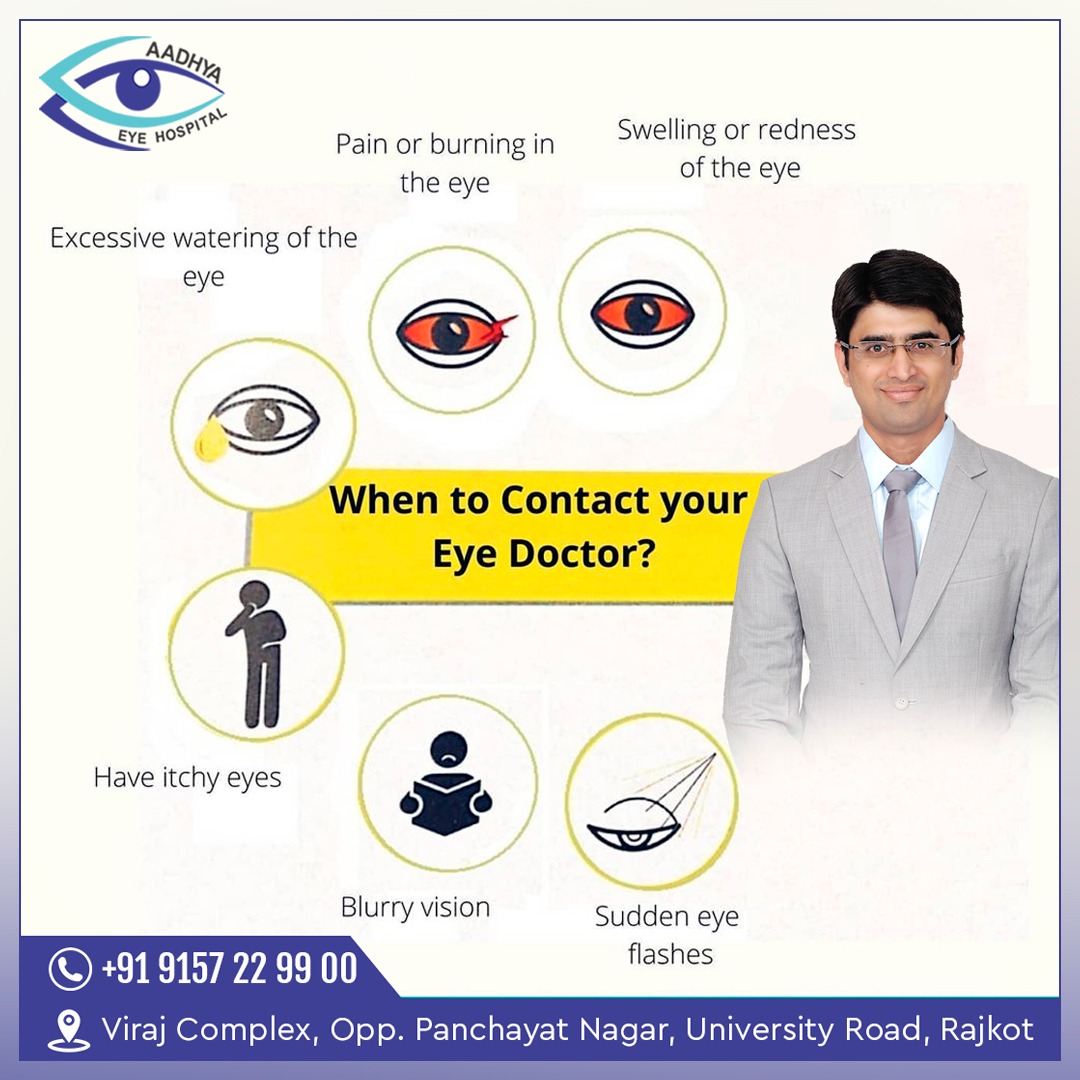 AADHYA
EYE HOSPITAL
Pain or burning in
the eye
Swelling or redness
of the eye
Excessive watering of the
eye
When to Contact your
Eye Doctor?
Have itchy eyes
Blurry vision
Sudden eye
flashes
+91 9157 22 99 00
Viraj Complex, Opp. Panchayat Nagar, University Road, Rajkot